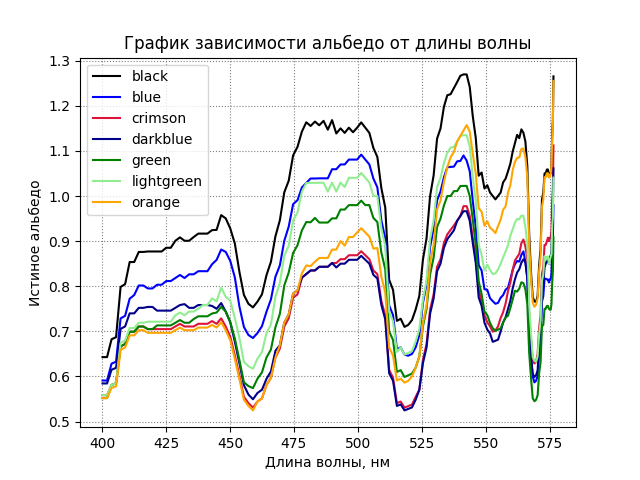 График зависимости альбедо от длины волны
1.3
1.2
1.1
1.0
0.9
0.8
0.7
0.6
0.5
Истиное альбедо
black
blue
crimson
darkblue
green
lightgreen
orange
400
425
450
475
500
525
550
575
Длина волны, нм